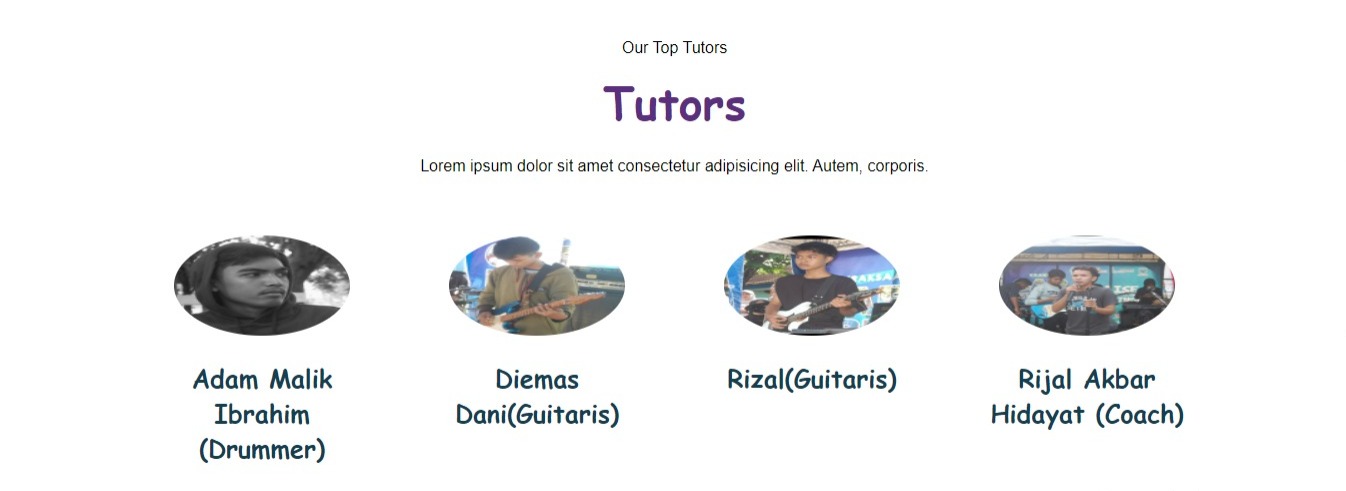 Our Top Tutors
Tutors
Lorem ipsum dolor sit amet consectetur adipisicing elit. Autem, corporis.
Adam Malik
Ibrahim
(Drummer)
Diemas
Dani(Guitaris)
Rizal(Guitaris)
Rijal Akbar
Hidayat (Coach)